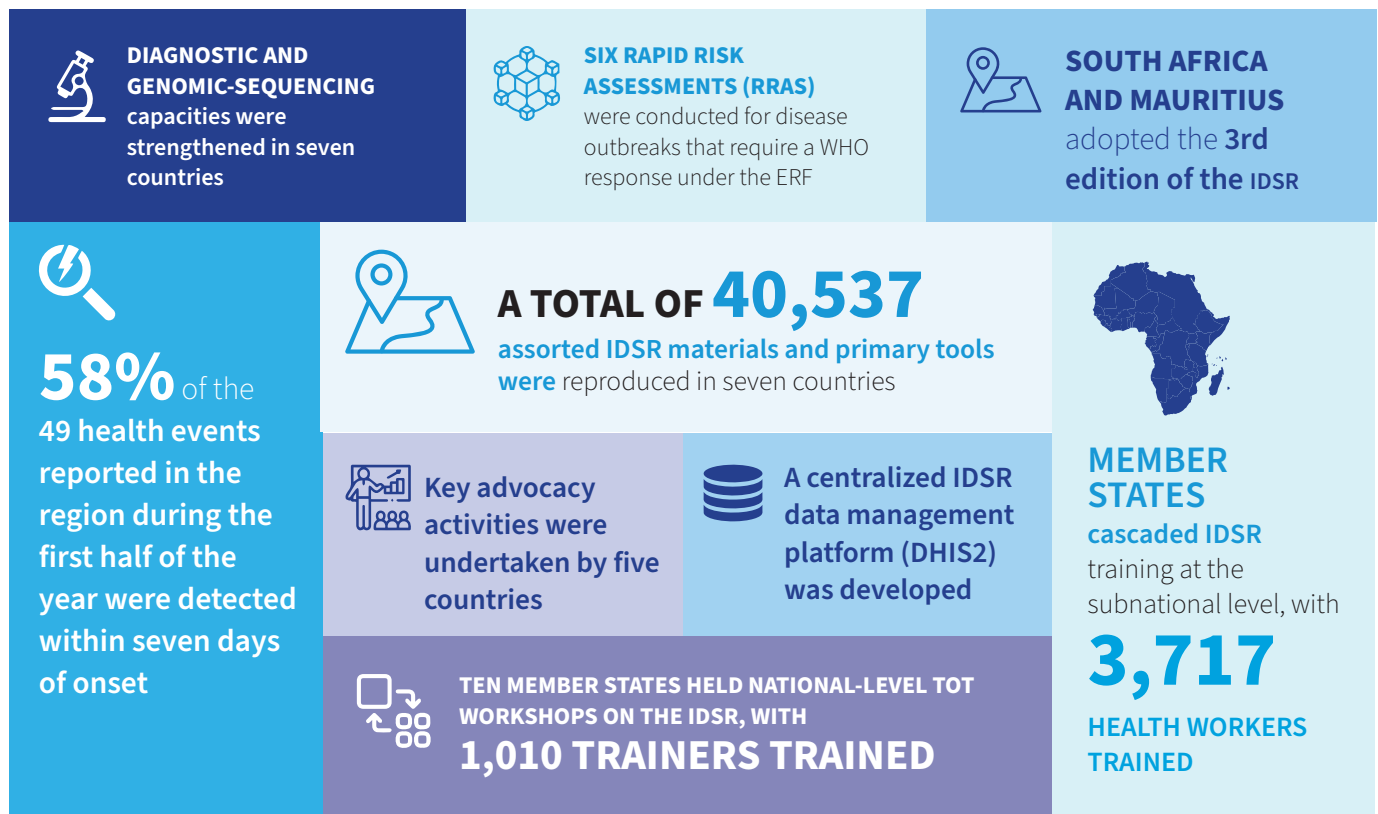 DIAGNOSTIC AND
GENOMIC-SEQUENCING
capacities were
strengthened in seven
countries
SIX RAPID RISK
ASSESSMENTS (RRAS)
were conducted for disease
outbreaks that require a WHO
response under the ERF
SOUTH AFRICA
AND MAURITIUS
adopted the 3rd
edition of the IDSR
58% of the
49 health events
reported in the
region during the
first half of the
year were detected
within seven days
of onset
A TOTAL OF 40,537
assorted IDSR materials and primary tools
were reproduced in seven countries
Key advocacy
activities were
undertaken by five
countries
A centralized IDSR
data management
platform (DHIS2)
was developed
TEN MEMBER STATES HELD NATIONAL-LEVEL TOT
WORKSHOPS ON THE IDSR, WITH
1,010 TRAINERS TRAINED
MEMBER
STATES
cascaded IDSR
training at the
subnational level, with
3,717
HEALTH WORKERS
TRAINED